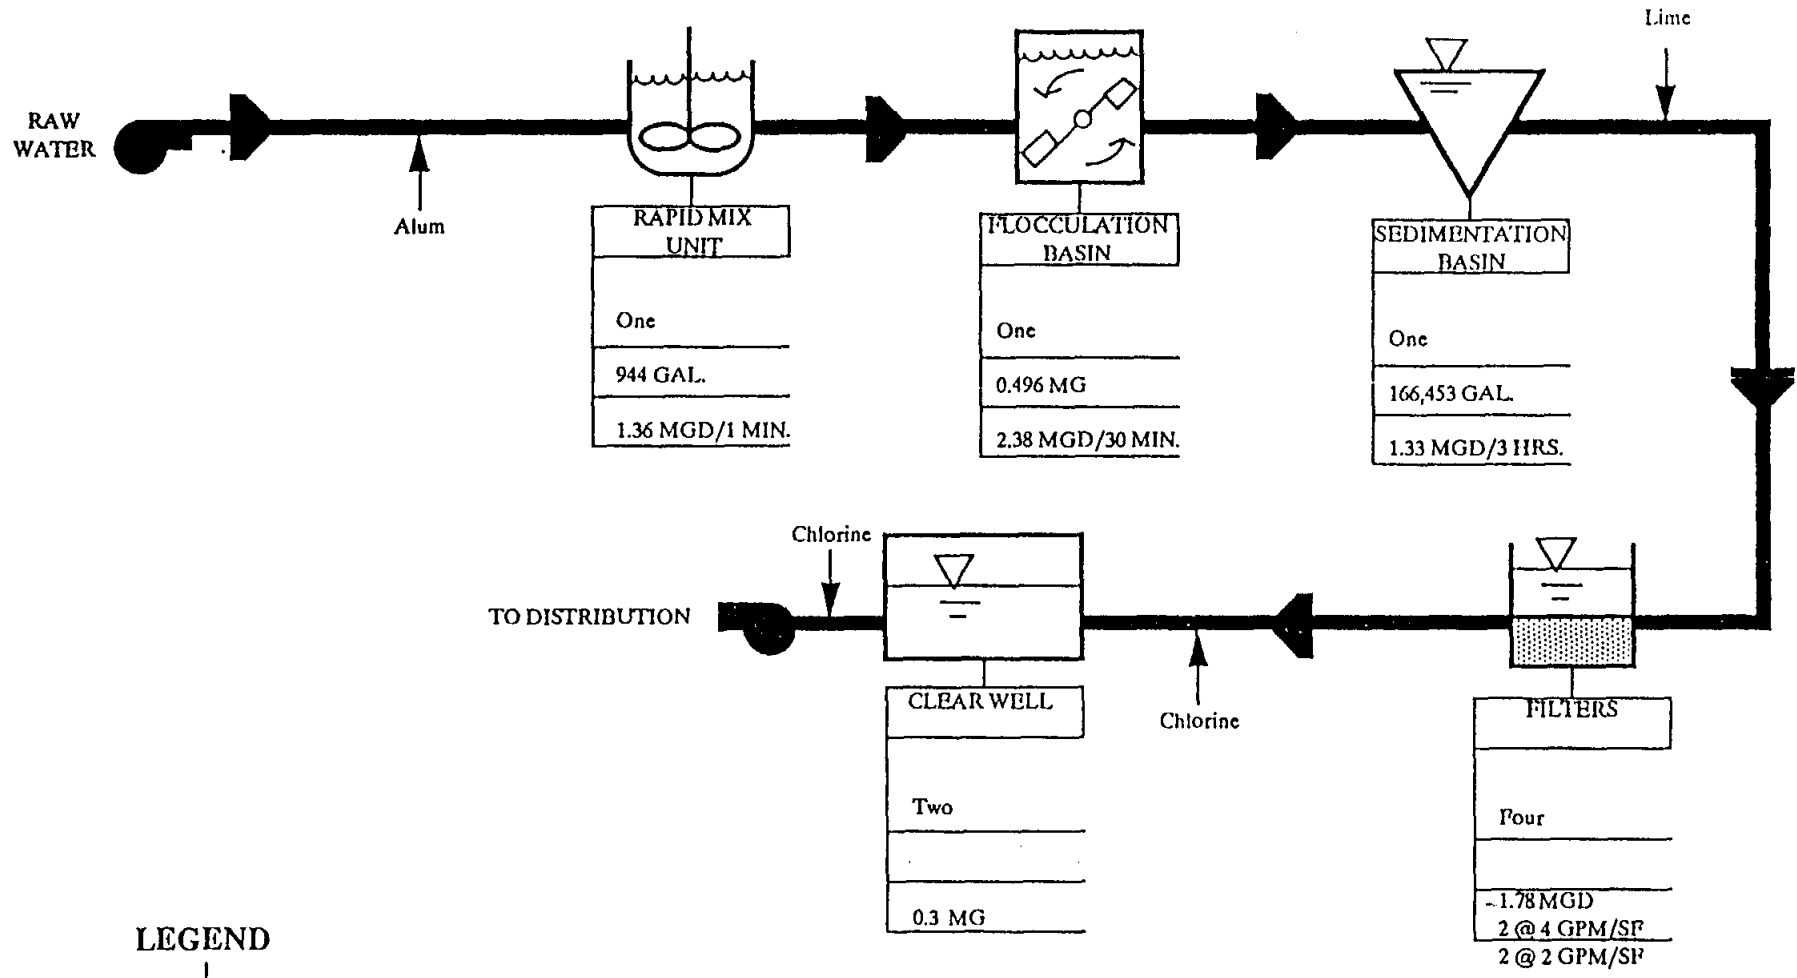 Lime
RAW
WATER
Alum
RAPID MIX
UNIT
One
944 GAL.
1.36 MGD/1 MIN.
FLOCCULATION
BASIN
One
0.496 MG
2.38 MGD/30 MIN.
SEDIMENTATION
BASIN
One
166,453 GAL.
1.33 MGD/3 HRS.
Chlorine
TO DISTRIBUTION
CLEAR WELL
Two
0.3 MG
Chlorine
FILTERS
Four
1.78 MGD
2 @ 4 GPM/SF
2 @ 2 GPM/SF
LEGEND